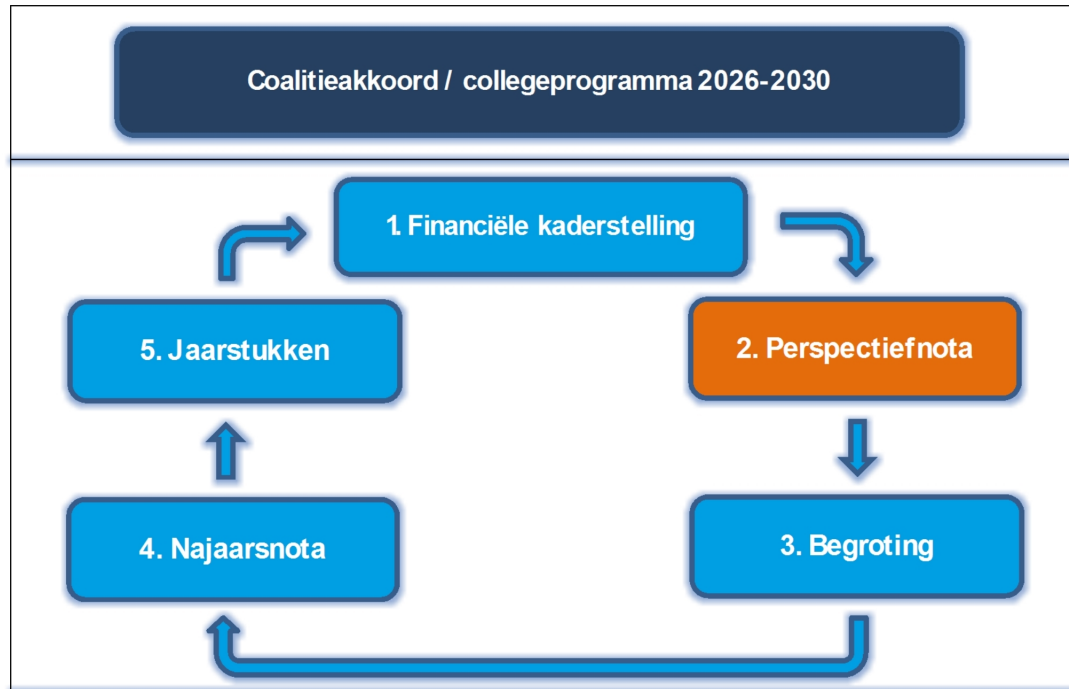 Coalitieakkoord / collegeprogramma 2026-2030
1. Financiële kaderstelling
5. Jaarstukken
2. Perspectiefnota
4. Najaarsnota
3. Begroting